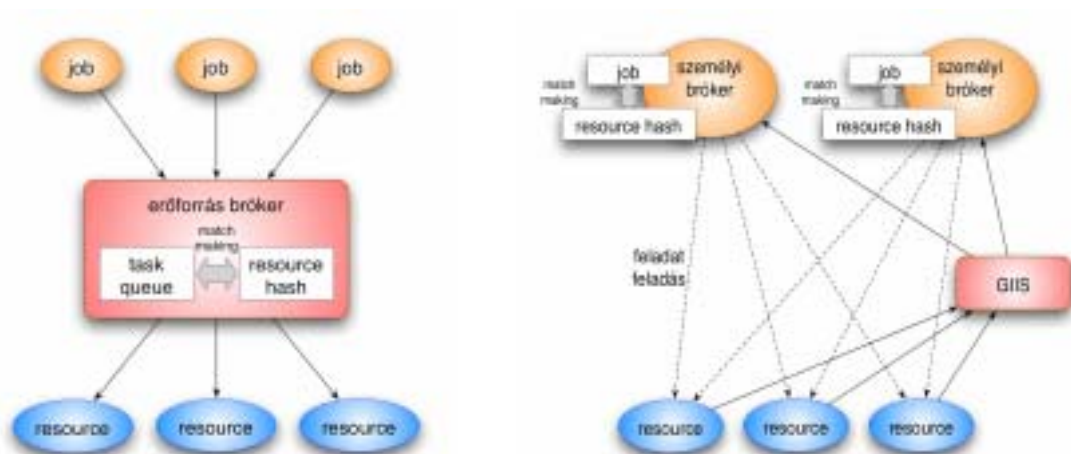 job
job
job
erőforrás bróker
match
making
task
queue
resource
hash
resource
resource
resource
job
személyi
bróker
match
making
resource hash
job
személyi
bróker
match
making
resource hash
feladat
feladás
GIIS
resource
resource
resource